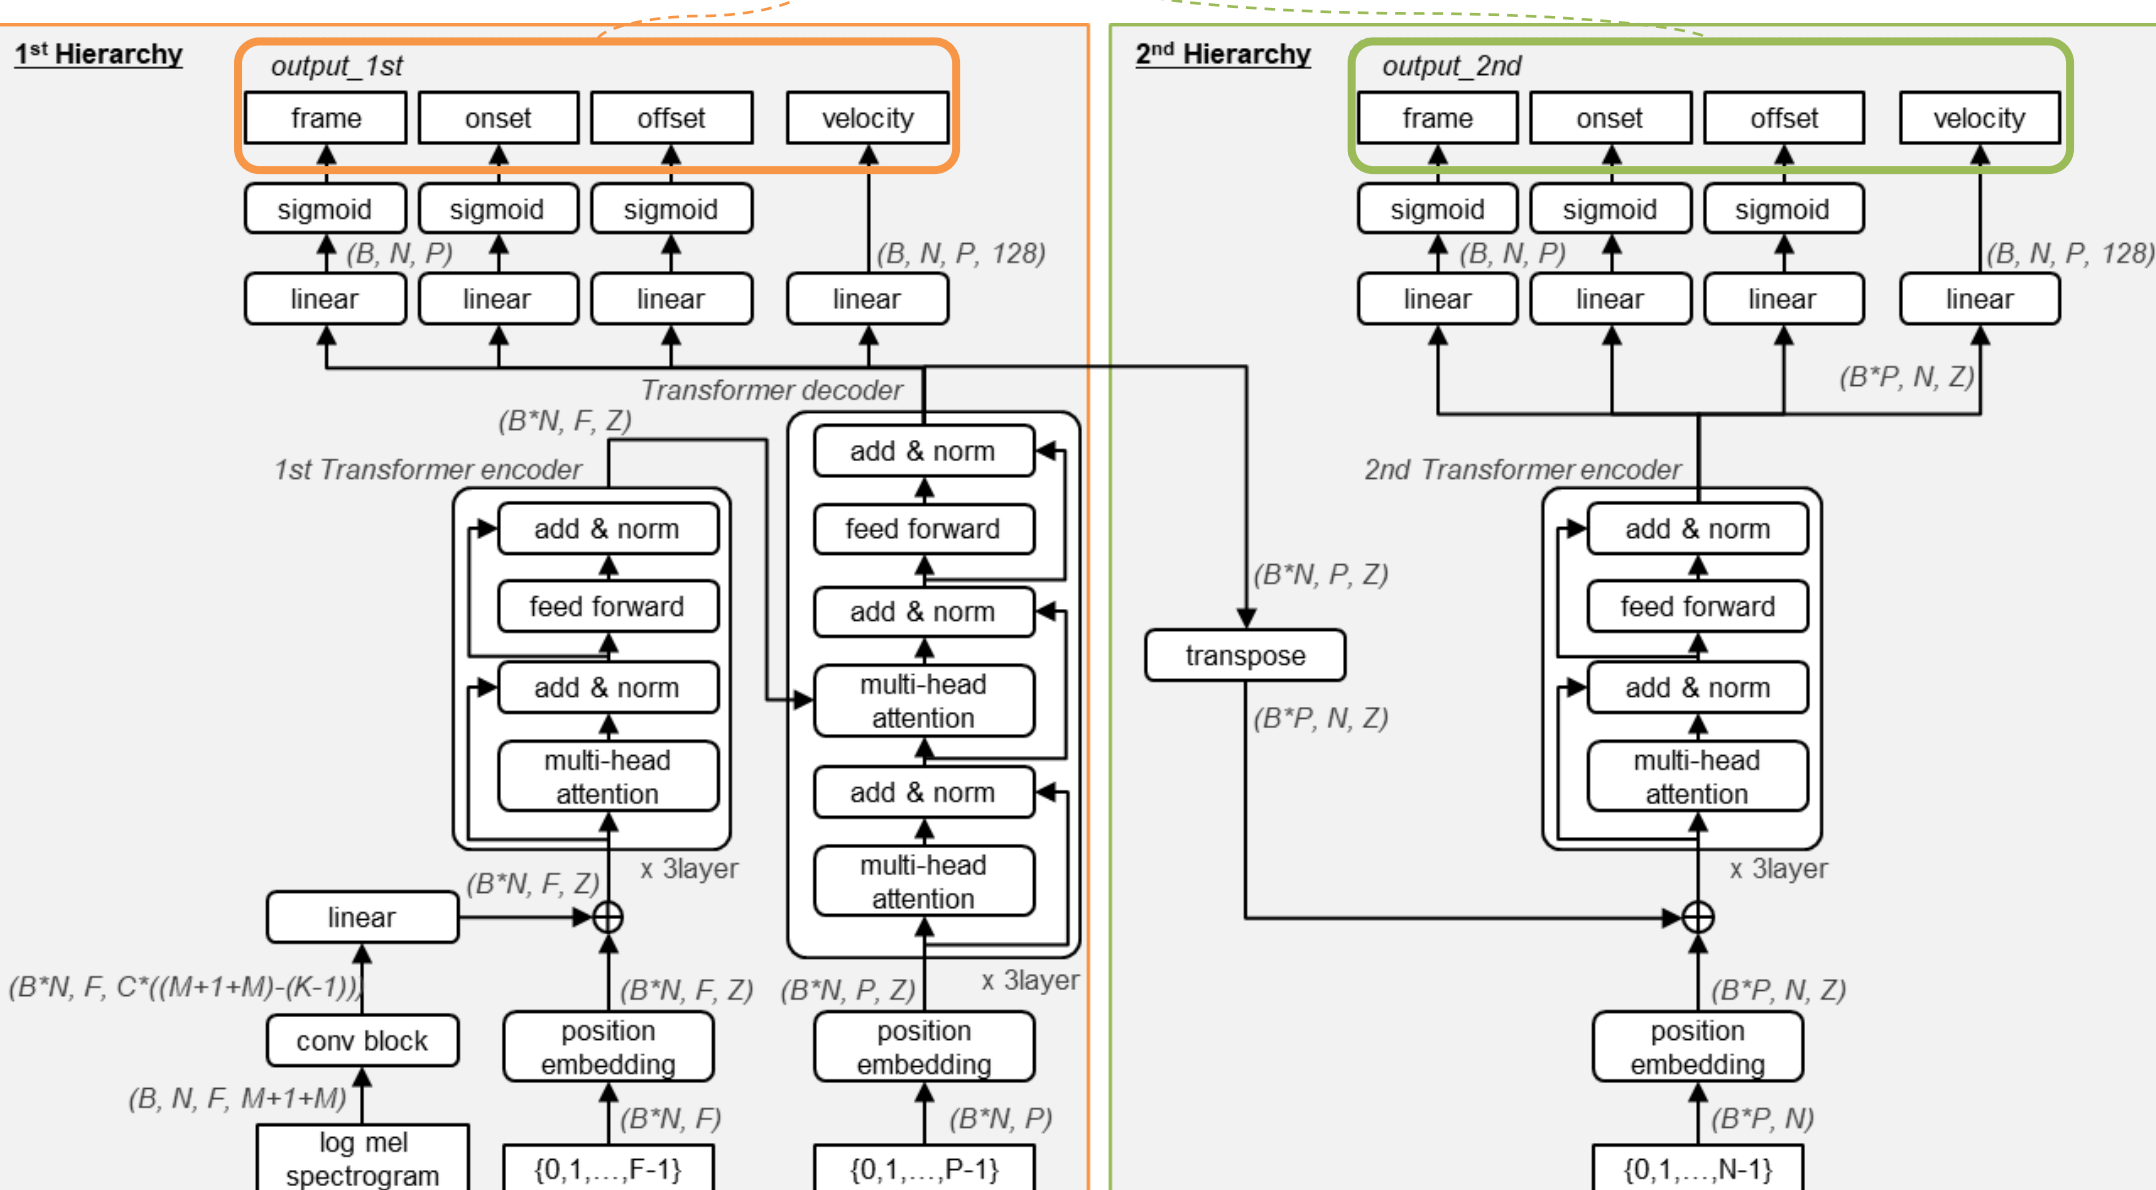 1st Hierarchy
output_1st
frame
onset
offset
velocity
sigmoid
sigmoid
sigmoid
(B, N, P)
(B, N, P, 128)
linear
linear
linear
linear
Transformer decoder
(B*N, F, Z)
1st Transformer encoder
add & norm
feed forward
add & norm
multi-head
attention
x 3layer
(B*N, F, Z)
linear
(B*N, F, C*((M+1+M)-(K-1)))
conv block
(B, N, F, M+1+M)
log mel
spectrogram
(B*N, F, Z)
position
embedding
(B*N, F)
{0,1,...,F-1}
add & norm
feed forward
add & norm
multi-head
attention
add & norm
multi-head
attention
x 3layer
(B*N, P, Z)
position
embedding
(B*N, P)
{0,1,...,P-1}
2nd Hierarchy
output_2nd
frame
onset
offset
velocity
sigmoid
sigmoid
sigmoid
(B, N, P)
(B, N, P, 128)
linear
linear
linear
linear
(B*P, N, Z)
2nd Transformer encoder
(B*N, P, Z)
transpose
(B*P, N, Z)
add & norm
feed forward
add & norm
multi-head
attention
x 3layer
(B*P, N, Z)
position
embedding
(B*P, N)
{0,1,...,N-1}